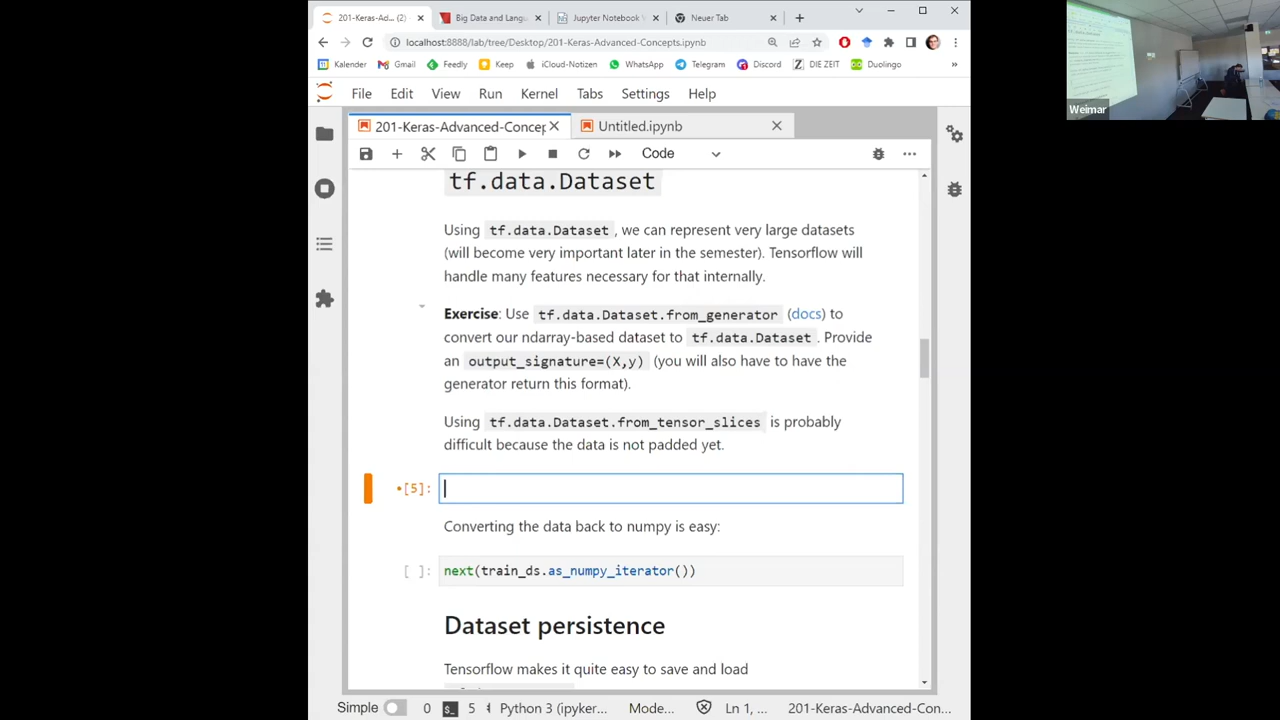 201-Keras-Ad... (2)
Big Data and Langu
Jupyter Notebook V
Neuer Tab
localhost:8888/lab/tree/Desktop/201-Keras-Advanced-Concepts.ipynb
Kalender
Gmail
Feedly
Keep
iCloud-Notizen
WhatsApp
Telegram
Discord
DIE ZEIT
Duolingo
»
Weimar
File Edit View Run Kernel Tabs Settings Help
201-Keras-Advanced-Concep
Untitled.ipynb
Code
tf.data.Dataset
Using tf.data.Dataset, we can represent very large datasets
(will become very important later in the semester). Tensorflow will
handle many features necessary for that internally.
Exercise: Use tf.data.Dataset.from_generator (docs) to
convert our ndarray-based dataset to tf.data.Dataset. Provide
an output_signature=(X,y) (you will also have to have the
generator return this format).
Using tf.data.Dataset.from_tensor_slices is probably
difficult because the data is not padded yet.
[5]:
Converting the data back to numpy is easy:
[ ]: next(train_ds.as_numpy_iterator())
Dataset persistence
Tensorflow makes it quite easy to save and load
Simple 0 5 Python 3 (ipyker... Mode... Ln 1, ... 201-Keras-Advanced-Con...